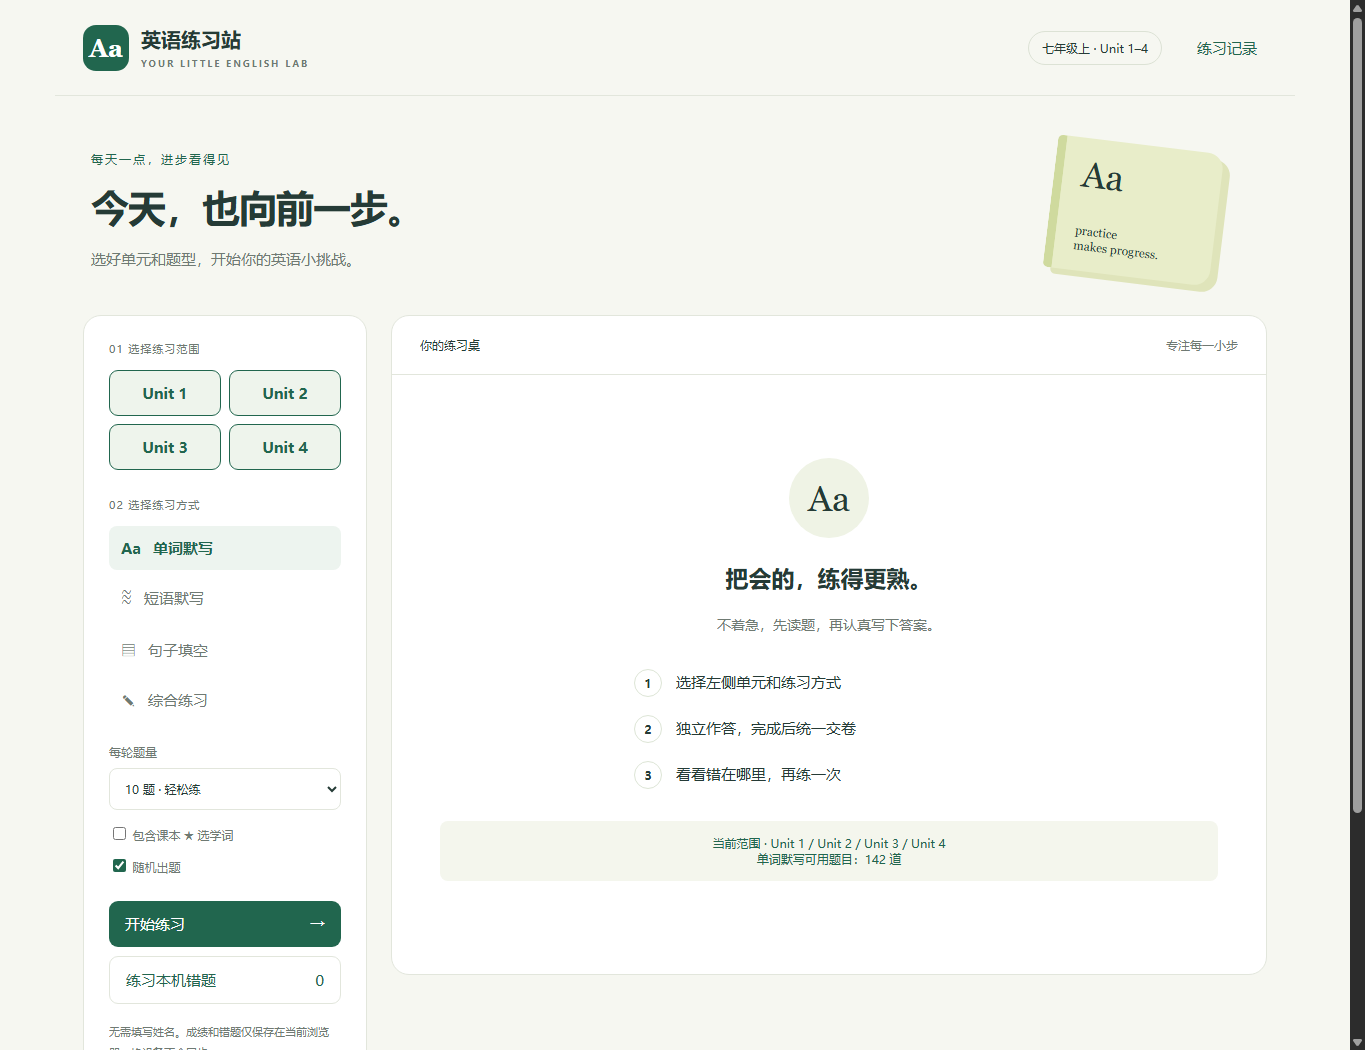 Aa
英语练习站
YOUR LITTLE ENGLISH LAB
七年级上 · Unit 1–4
练习记录
每天一点，进步看得见
今天，也向前一步。
选好单元和题型，开始你的英语小挑战。
Aa
practice
makes progress.
01 选择练习范围
Unit 1
Unit 2
Unit 3
Unit 4
02 选择练习方式
Aa 单词默写
短语默写
句子填空
综合练习
每轮题量
10 题 · 轻松练
包含课本 ★ 选学词
随机出题
开始练习 →
练习本机错题 0
无需填写姓名。成绩和错题仅保存在当前浏览
你的练习桌
专注每一小步
Aa
把会的，练得更熟。
不着急，先读题，再认真写下答案。
1 选择左侧单元和练习方式
2 独立作答，完成后统一交卷
3 看看错在哪里，再练一次
当前范围 · Unit 1 / Unit 2 / Unit 3 / Unit 4
单词默写可用题目：142 道